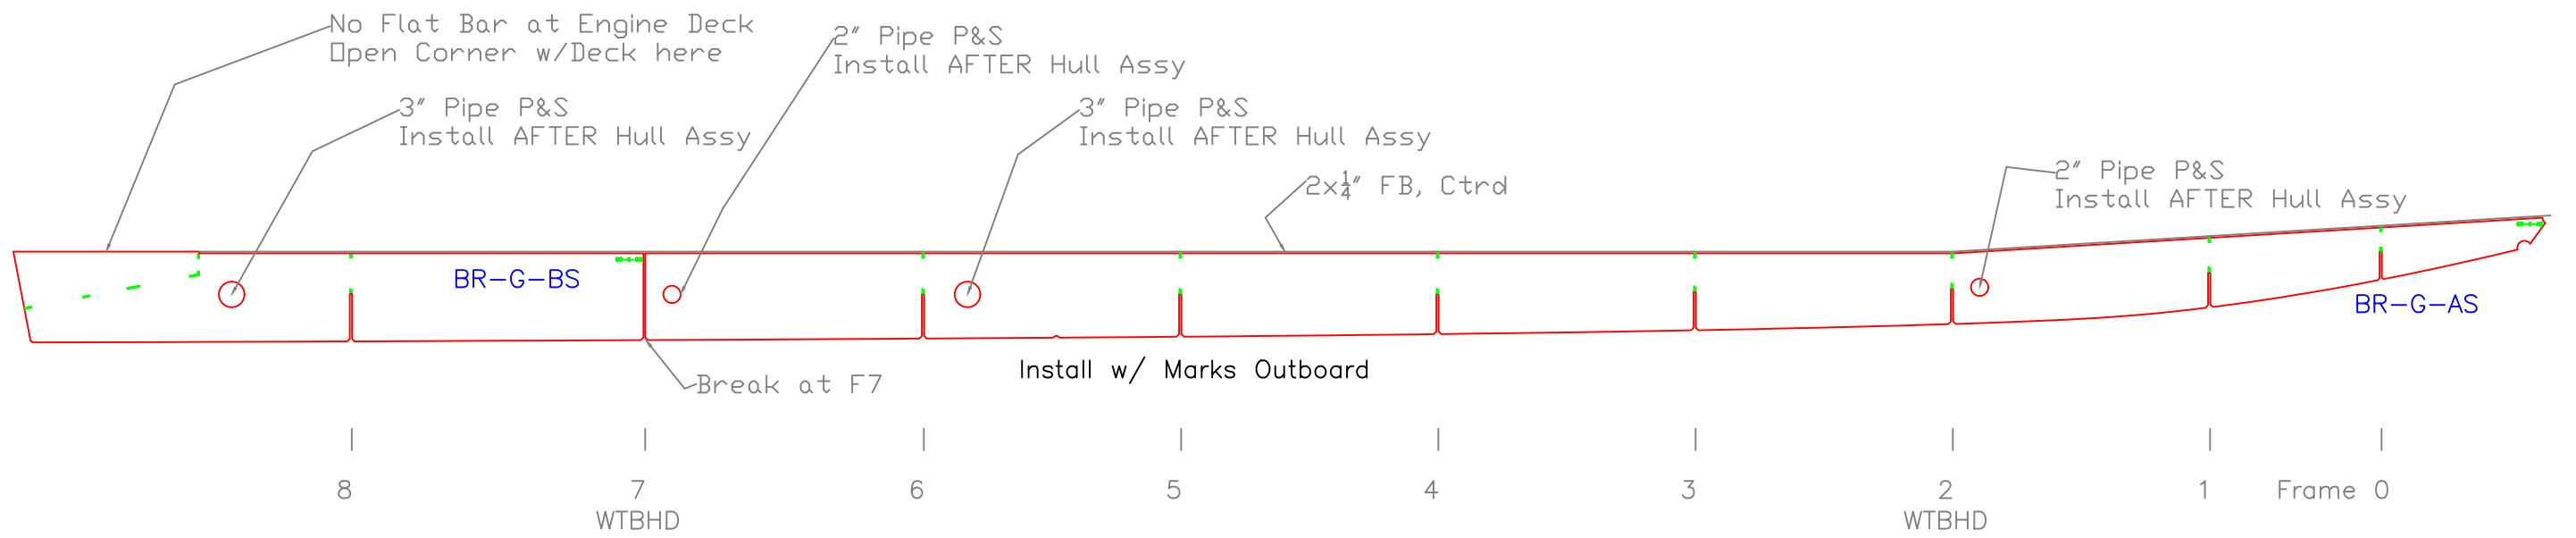 No Flat Bar at Engine Deck
Open Corner w/Deck here
2" Pipe P&S
Install AFTER Hull Assy
3" Pipe P&S
Install AFTER Hull Assy
3" Pipe P&S
Install AFTER Hull Assy
2x1/4" FB, Ctrd
2" Pipe P&S
Install AFTER Hull Assy
BR-G-BS
BR-G-AS
Install w/ Marks Outboard
Break at F7
8 7 6 5 4 3 2 1 Frame 0
WTBHD WTBHD